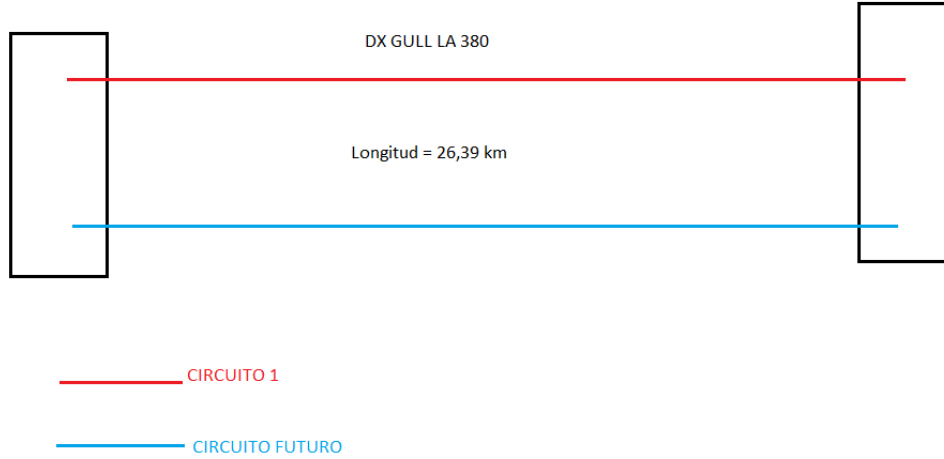 DX GULL LA 380
Longitud = 26,39 km
CIRCUITO 1
CIRCUITO FUTURO